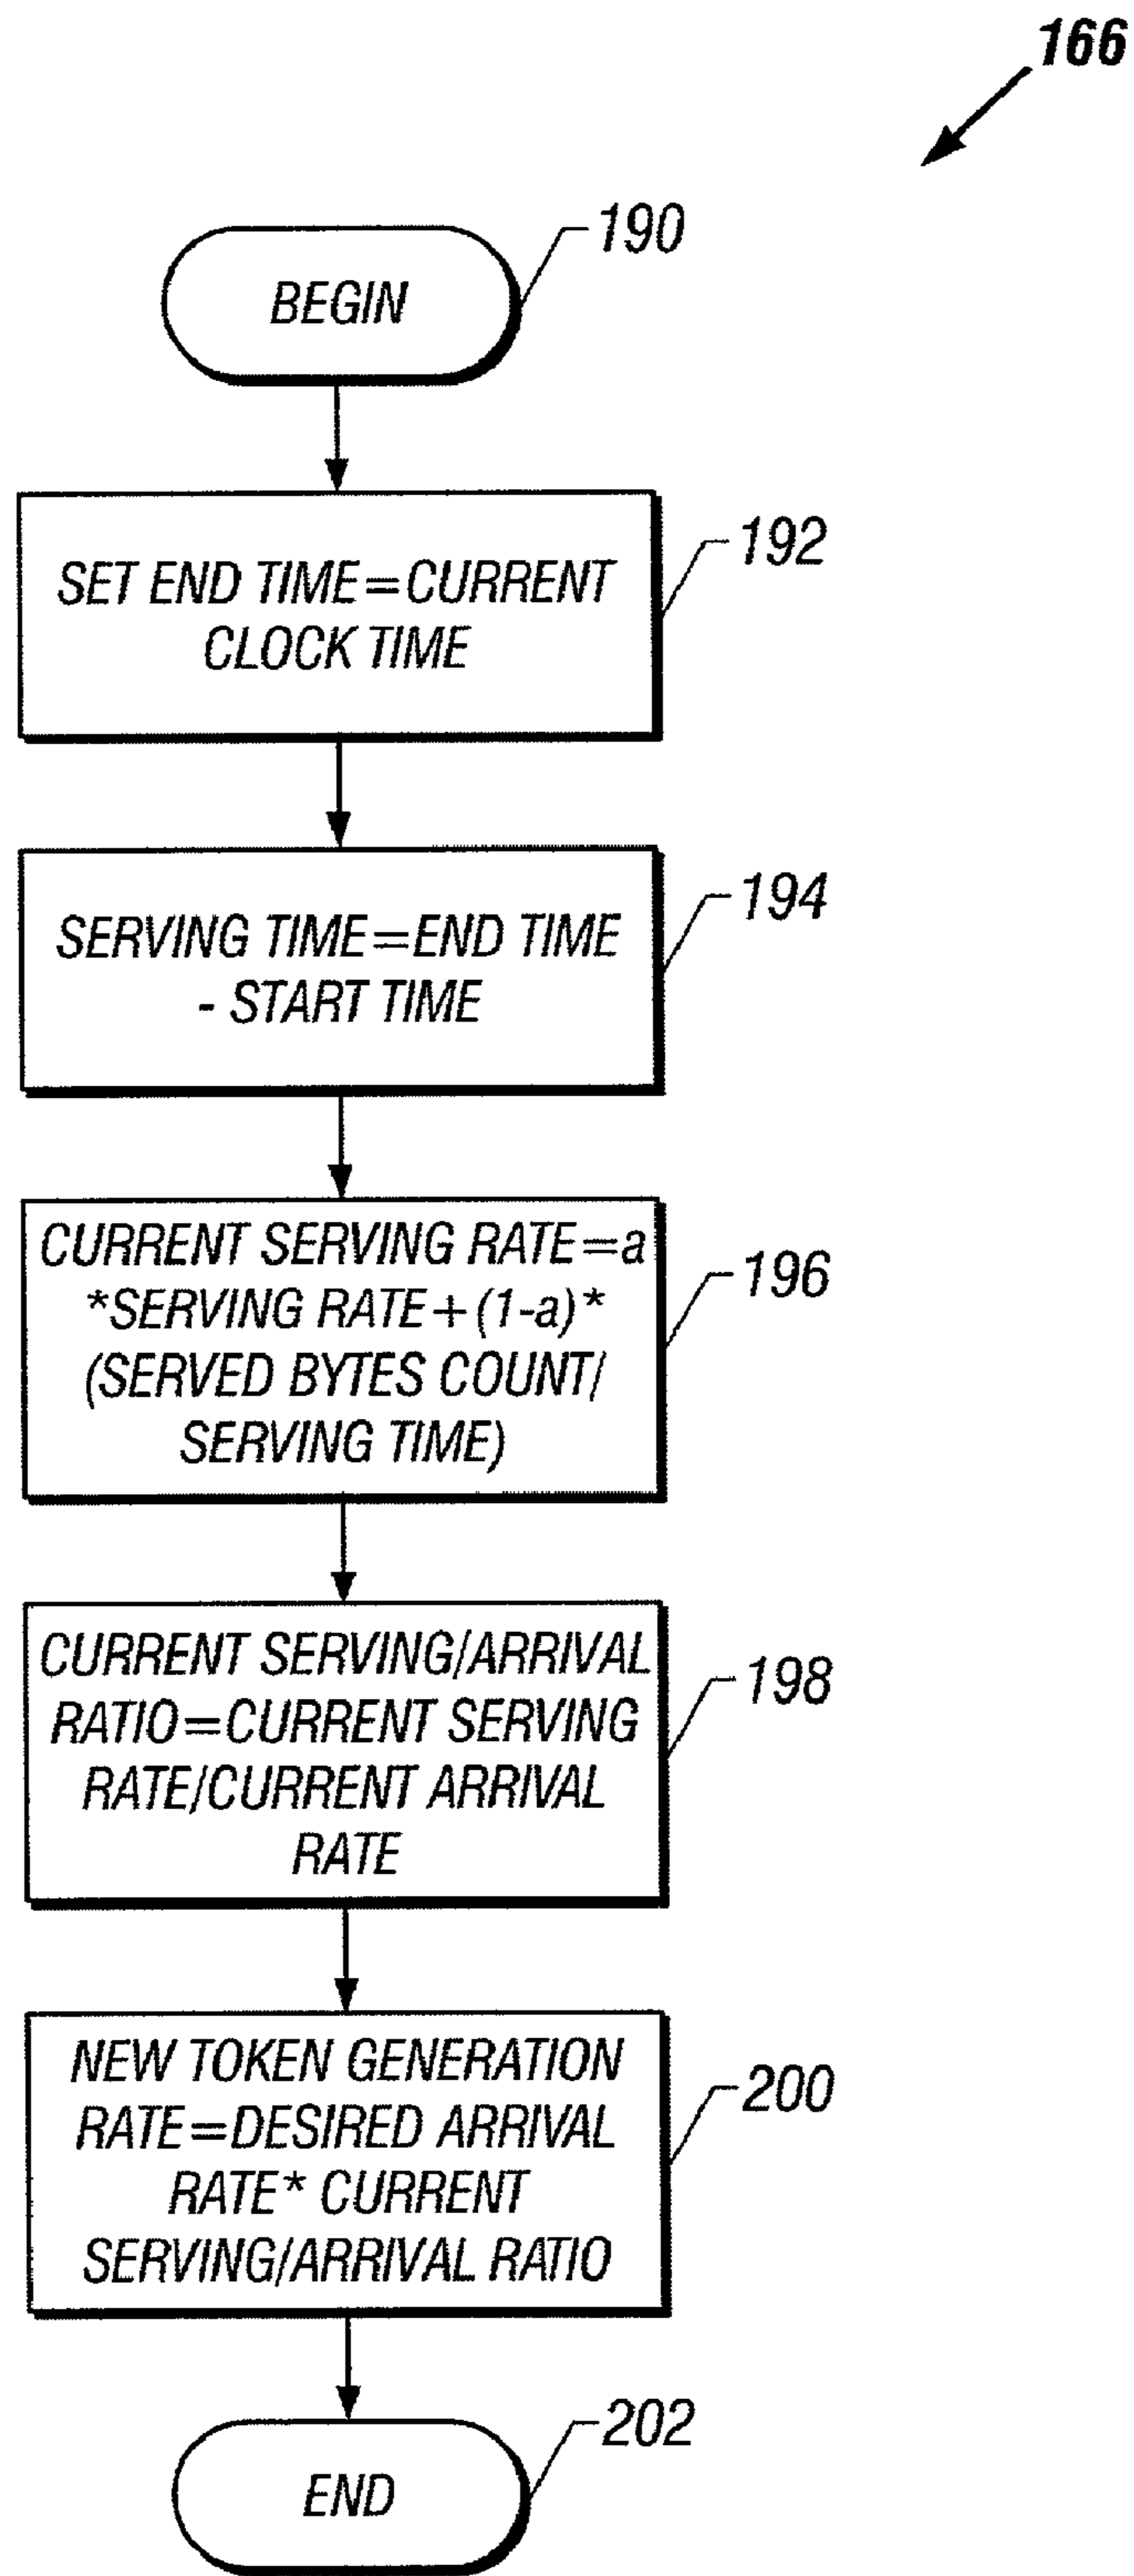 166
190
BEGIN
192
SET END TIME=CURRENT
CLOCK TIME
194
SERVING TIME=END TIME
- START TIME
196
CURRENT SERVING RATE=a
*SERVING RATE+(1-a)*
(SERVED BYTES COUNT/
SERVING TIME)
198
CURRENT SERVING/ARRIVAL
RATIO=CURRENT SERVING
RATE/CURRENT ARRIVAL
RATE
200
NEW TOKEN GENERATION
RATE=DESIRED ARRIVAL
RATE* CURRENT
SERVING/ARRIVAL RATIO
202
END